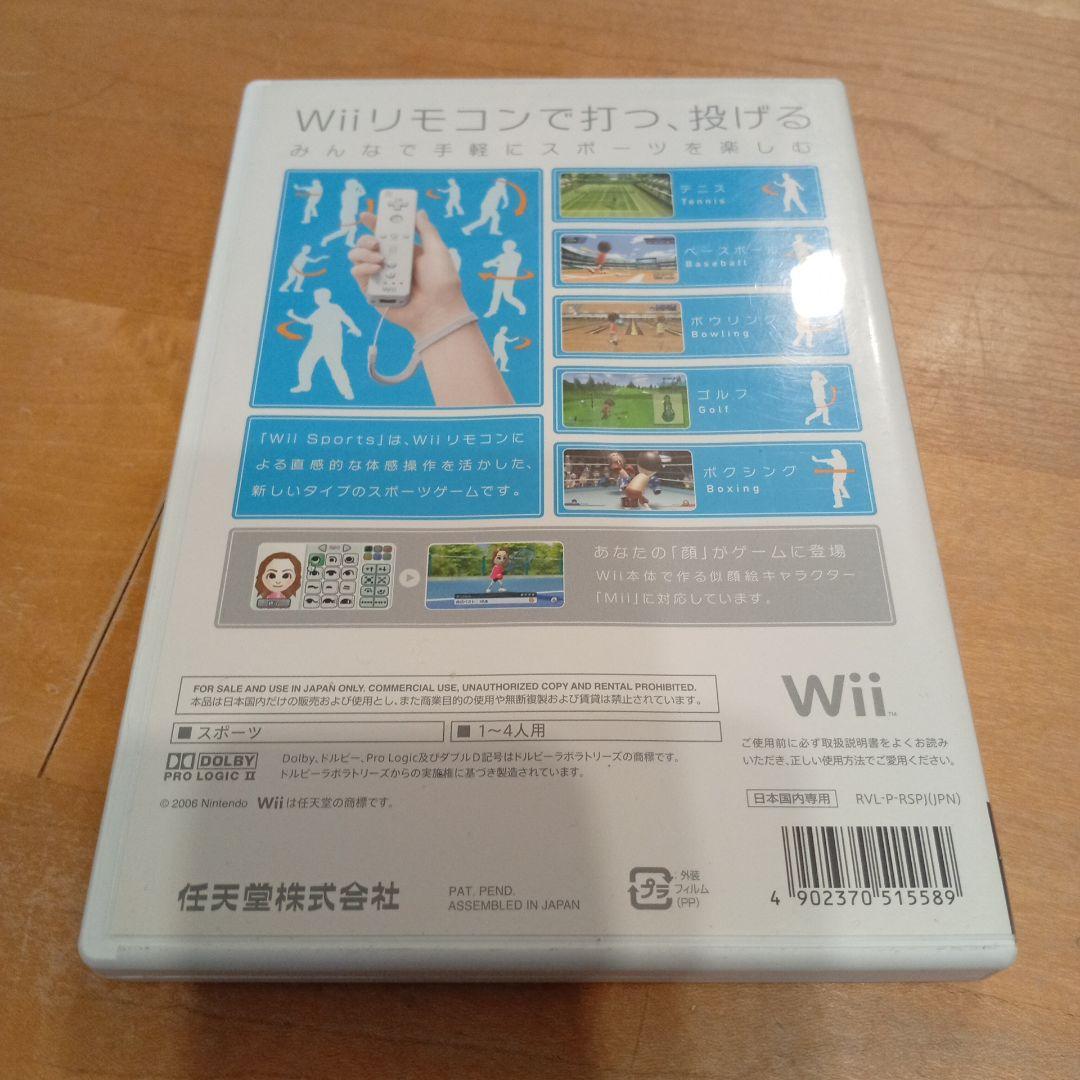 Wiiリモコンで打つ、投げる
みんなで手軽にスポーツを楽しむ
Wii
テニス
Tennis
ベースボール
Baseball
ボウリング
Bowling
ゴルフ
Golf
ボクシング
Boxing
「Wii Sports」は、Wiiリモコンに
よる直感的な体感操作を活かした、
新しいタイプのスポーツゲームです。
あなたの「顔」がゲームに登場
Wii本体で作る似顔絵キャラクター
「Mii」に対応しています。
FOR SALE AND USE IN JAPAN ONLY. COMMERCIAL USE, UNAUTHORIZED COPY AND RENTAL PROHIBITED.
本品は日本国内だけの販売および使用とし、また商業目的の使用や無断複製および賃貸は禁止されています。
Wii™
■ スポーツ
■ 1〜4人用
ご使用前に必ず取扱説明書をよくお読み
いただき、正しい使用方法でご愛用ください。
DOLBY
PRO LOGIC II
Dolby、ドルビー、Pro Logic及びダブルD記号はドルビーラボラトリーズの商標です。
ドルビーラボラトリーズからの実施権に基づき製造されています。
© 2006 Nintendo Wiiは任天堂の商標です。
日本国内専用 RVL-P-RSPJ(JPN)
任天堂株式会社
PAT. PEND.
ASSEMBLED IN JAPAN
プラ
:外装
フィルム
(PP)
4 902370 515589